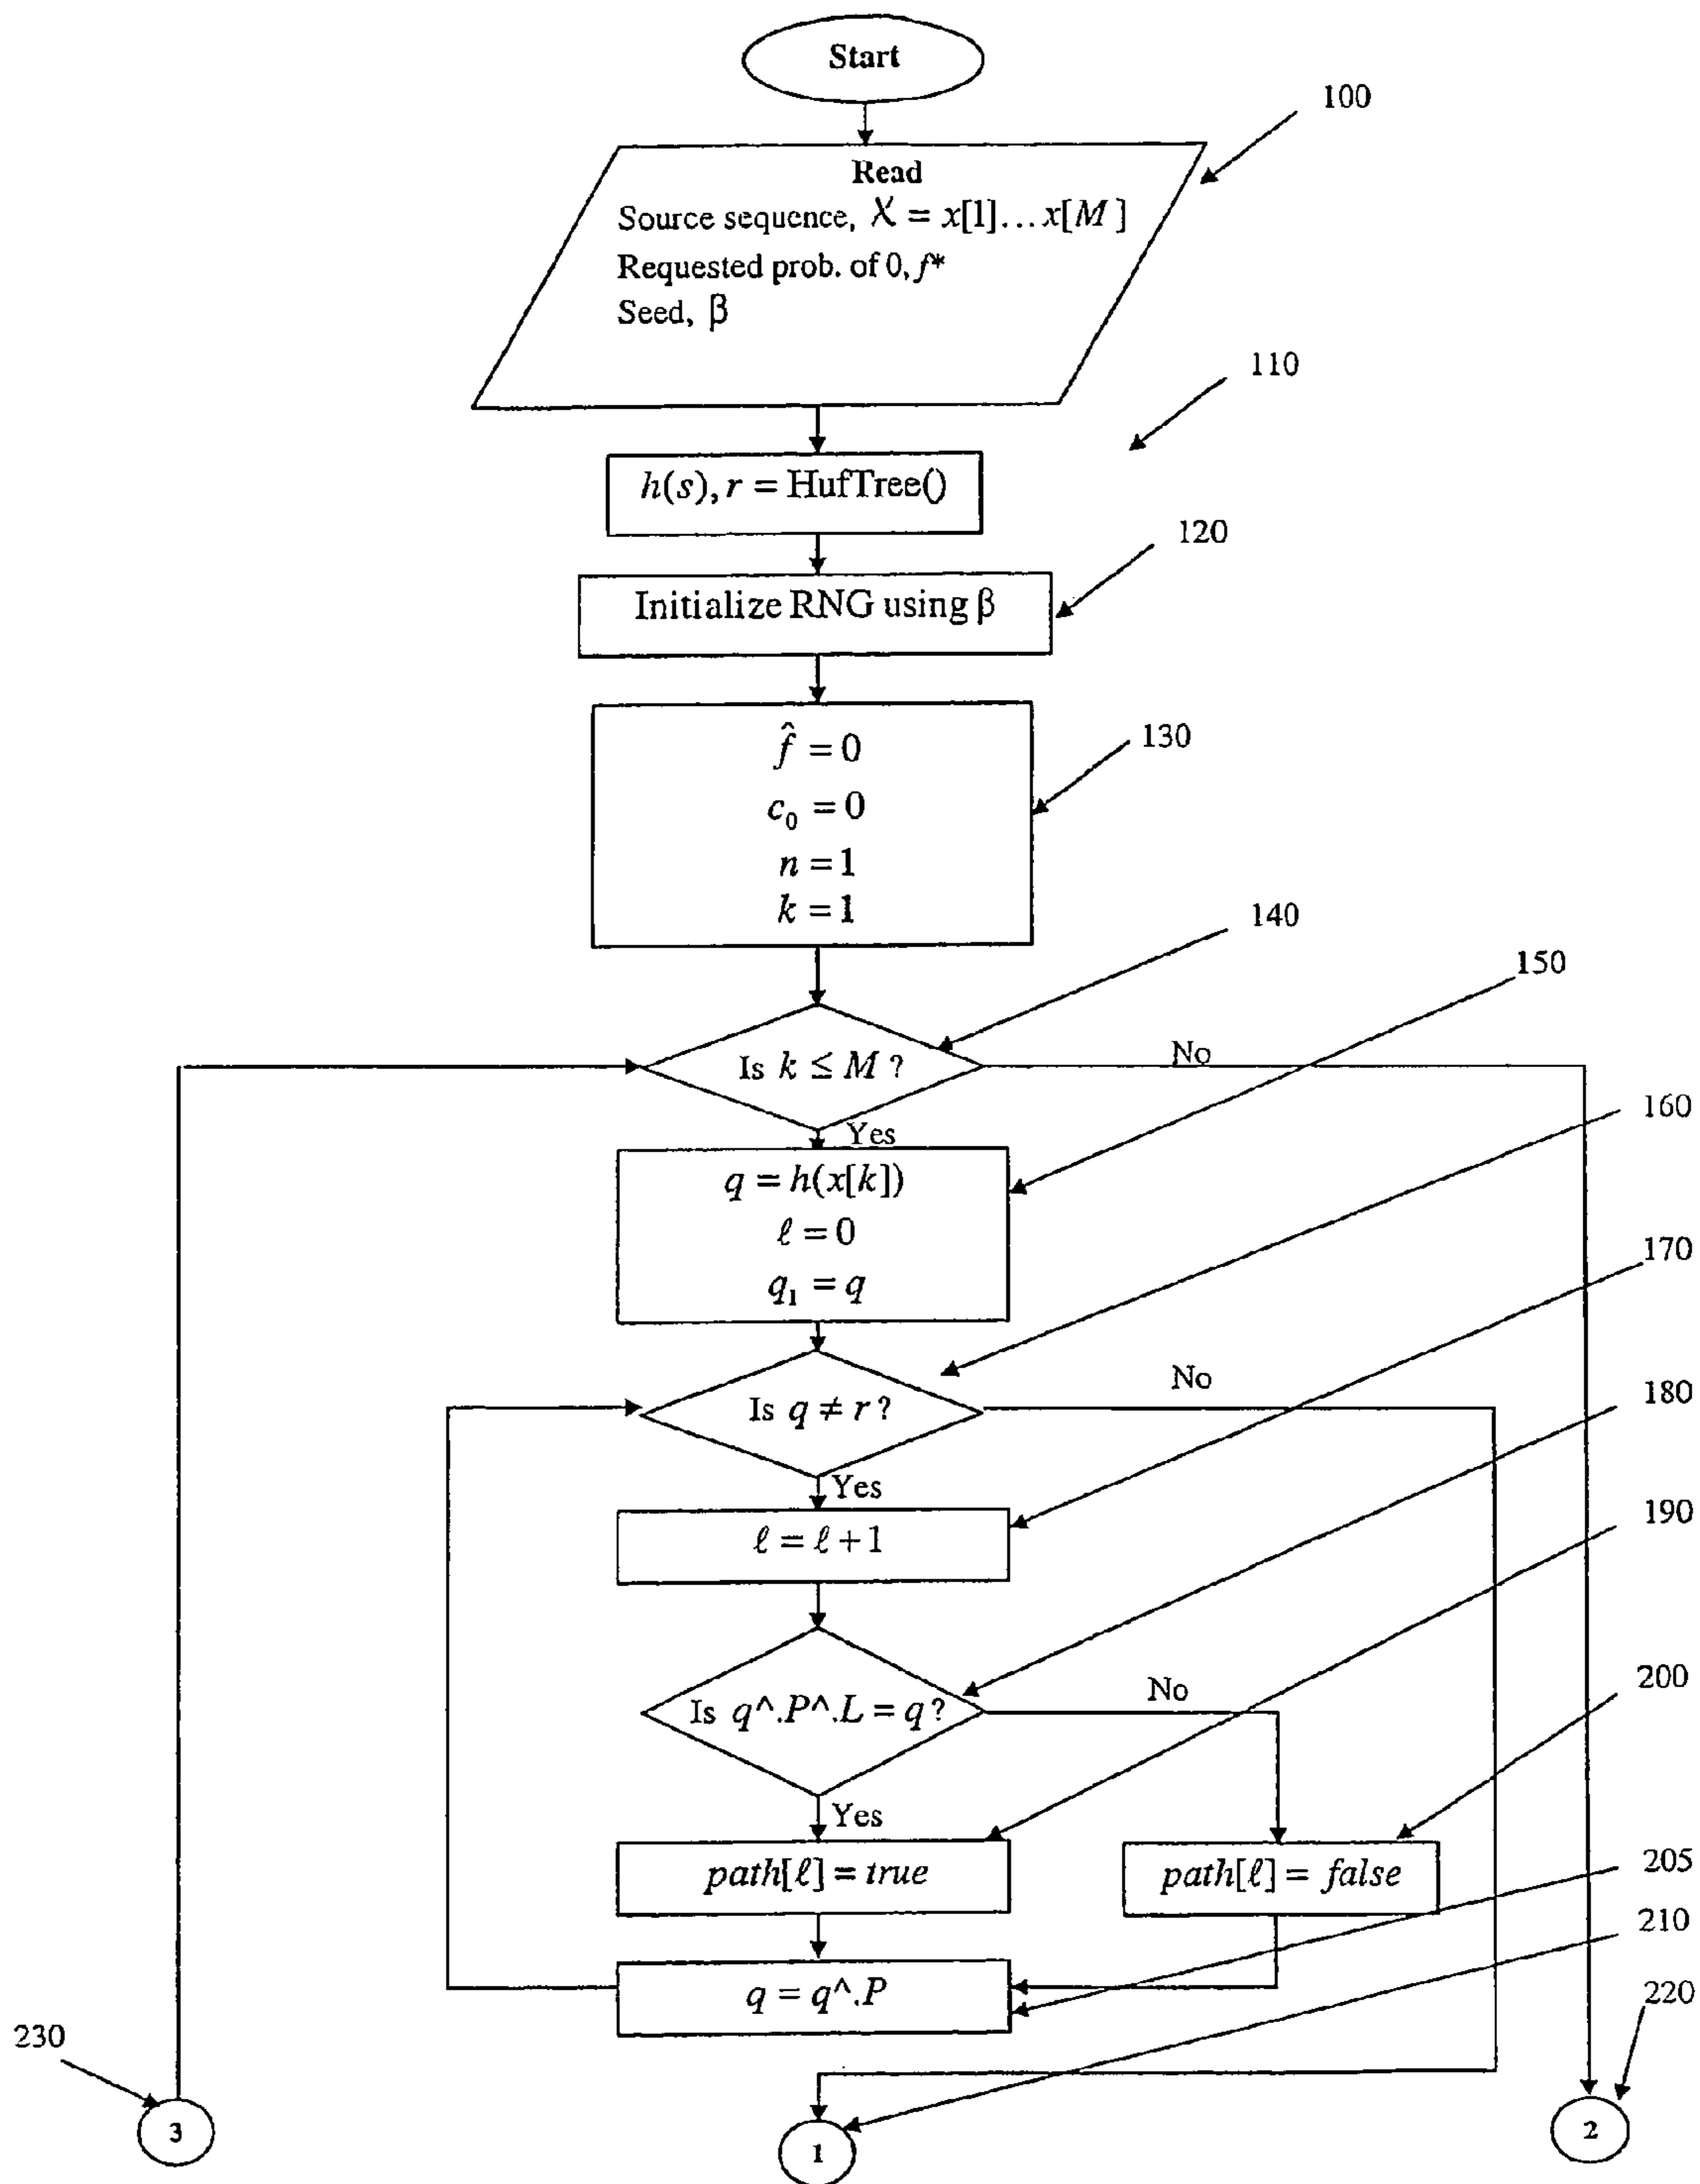 Start
100
Read
Source sequence, X = x[1]...x[M]
Requested prob. of 0, f*
Seed, β
110
h(s), r = HufTree()
120
Initialize RNG using β
130
f̂ = 0
c₀ = 0
n = 1
k = 1
140
150
Is k ≤ M ?
No
160
Yes
q = h(x[k])
ℓ = 0
q₁ = q
170
Is q ≠ r ?
No
180
Yes
ℓ = ℓ + 1
190
Is q^.P^.L = q ?
No
200
Yes
path[ℓ] = true
path[ℓ] = false
205
210
q = q^.P
220
230
3
1
2